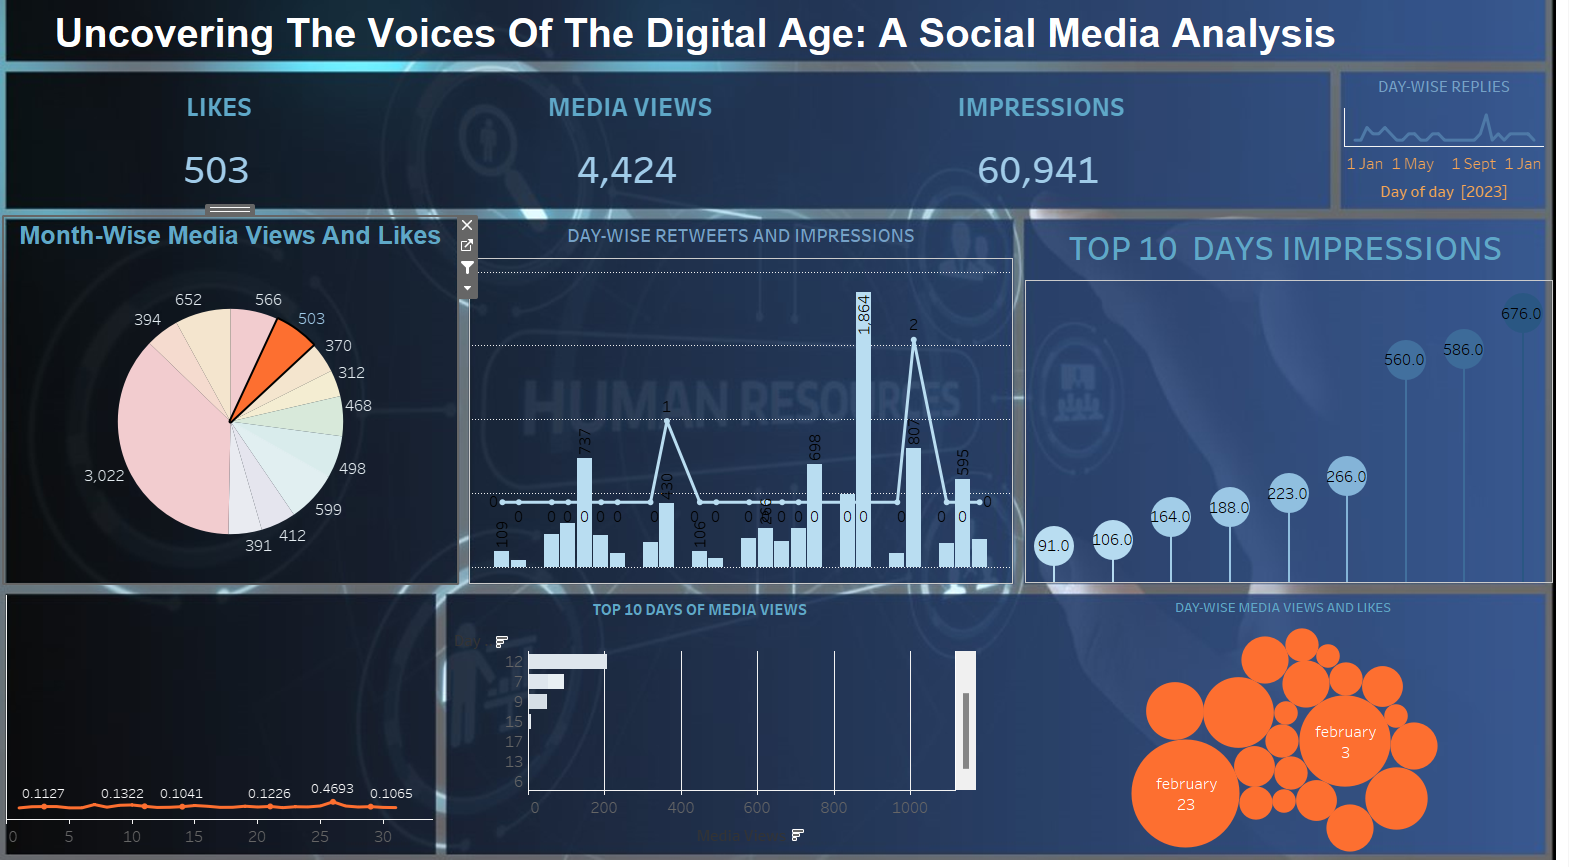 Uncovering The Voices Of The Digital Age: A Social Media Analysis
LIKES
503
MEDIA VIEWS
4,424
IMPRESSIONS
60,941
DAY-WISE REPLIES
1 Jan 1 May 1 Sept 1 Jan
Day of day [2023]
Month-Wise Media Views And Likes
652
566
394
503
370
312
468
3,022
498
599
412
391
DAY-WISE RETWEETS AND IMPRESSIONS
HUMAN RESOURCES
1,864
2
1
737
807
698
595
430
0 0
109
106
0 0 0 0 0 0 0 0 0 0 0 0 0 0 0 0 0
TOP 10 DAYS IMPRESSIONS
676.0
586.0
560.0
266.0
223.0
188.0
164.0
106.0
91.0
0.1127 0.1322 0.1041 0.1226 0.4693 0.1065
0 5 10 15 20 25 30
TOP 10 DAYS OF MEDIA VIEWS
12
7
9
15
17
13
6
0 200 400 600 800 1000
Media Views
DAY-WISE MEDIA VIEWS AND LIKES
february
3
february
23